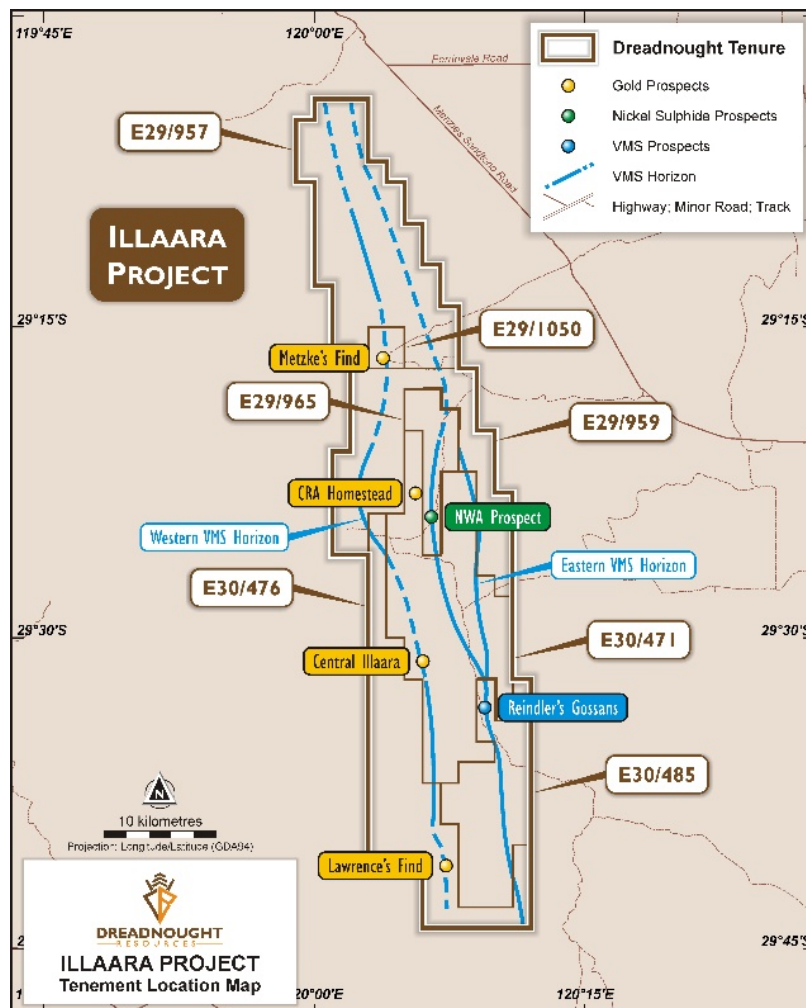 119°45'E
120°00'E
Perrinvale Road
Menzies Sandstone Road
Dreadnought Tenure
Gold Prospects
Nickel Sulphide Prospects
VMS Prospects
VMS Horizon
Highway; Minor Road; Track
E29/957
ILLAARA
PROJECT
29°15'S
29°15'S
E29/1050
Metzke's Find
E29/965
E29/959
CRA Homestead
NWA Prospect
Western VMS Horizon
Eastern VMS Horizon
E30/476
29°30'S
29°30'S
E30/471
Central Illaara
Reindler's Gossans
E30/485
N
10 kilometres
Projection: Longitude/Latitude (GDA94)
Lawrence's Find
DREADNOUGHT
RESOURCES
ILLAARA PROJECT
Tenement Location Map
29°45'S
120°00'E
120°15'E